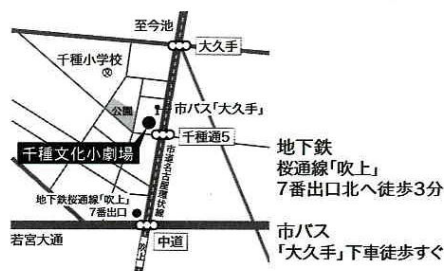 至今池
大久手
千種小学校
公園
市バス「大久手」
千種文化小劇場
千種通5
市道名古屋環状線
地下鉄桜通線「吹上」
7番出口
若宮大通
中道
吹上
地下鉄
桜通線「吹上」
7番出口北へ徒歩3分
市バス
「大久手」下車徒歩すぐ